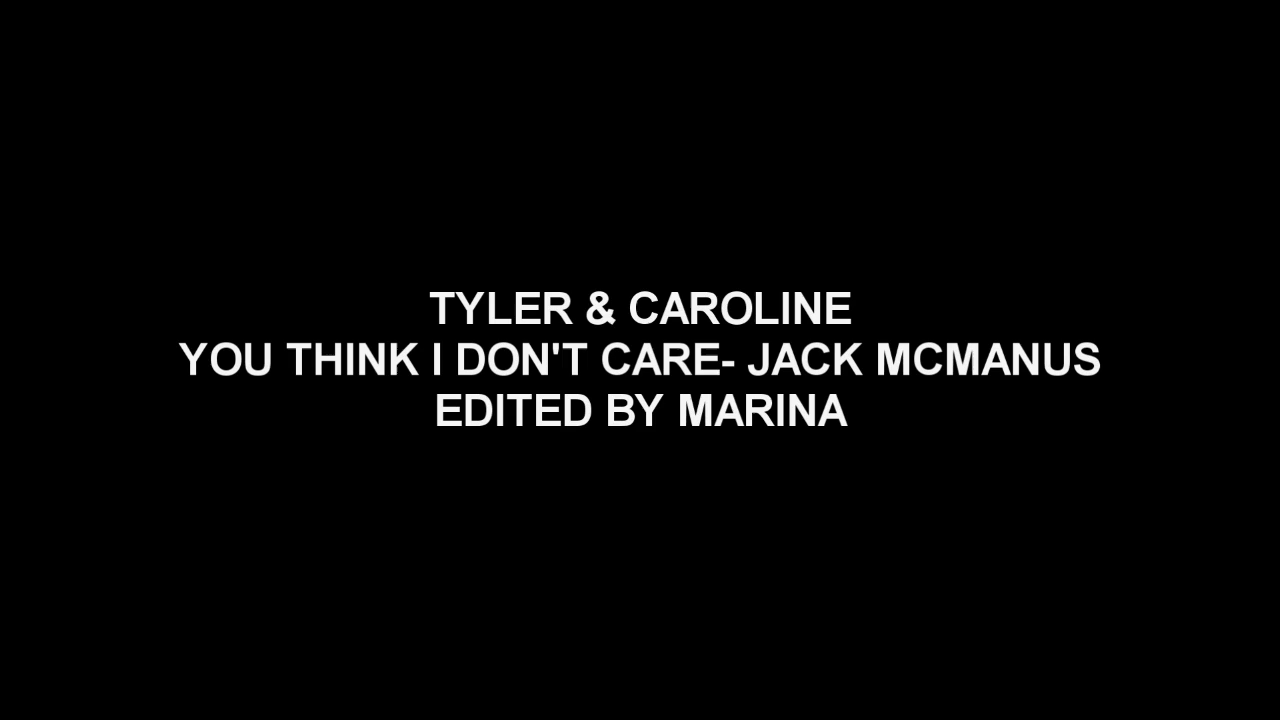 TYLER & CAROLINE
YOU THINK I DON'T CARE- JACK MCMANUS
EDITED BY MARINA